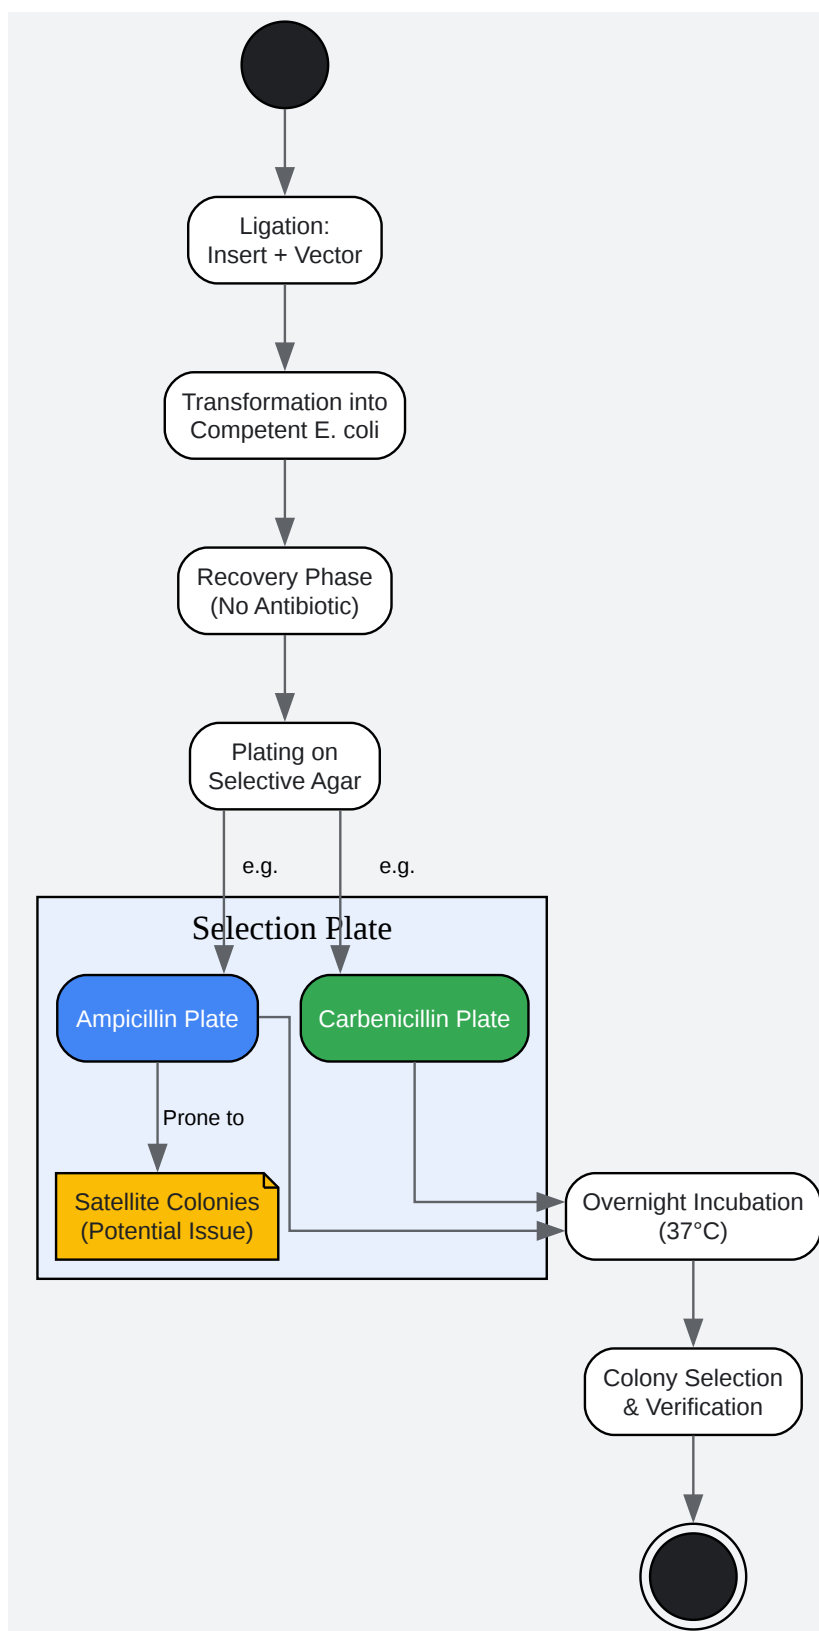 Ligation:
Insert + Vector
Transformation into
Competent E. coli
Recovery Phase
(No Antibiotic)
Plating on
Selective Agar
e.g.
e.g.
Selection Plate
Ampicillin Plate
Carbenicillin Plate
Prone to
Satellite Colonies
(Potential Issue)
Overnight Incubation
(37°C)
Colony Selection
& Verification